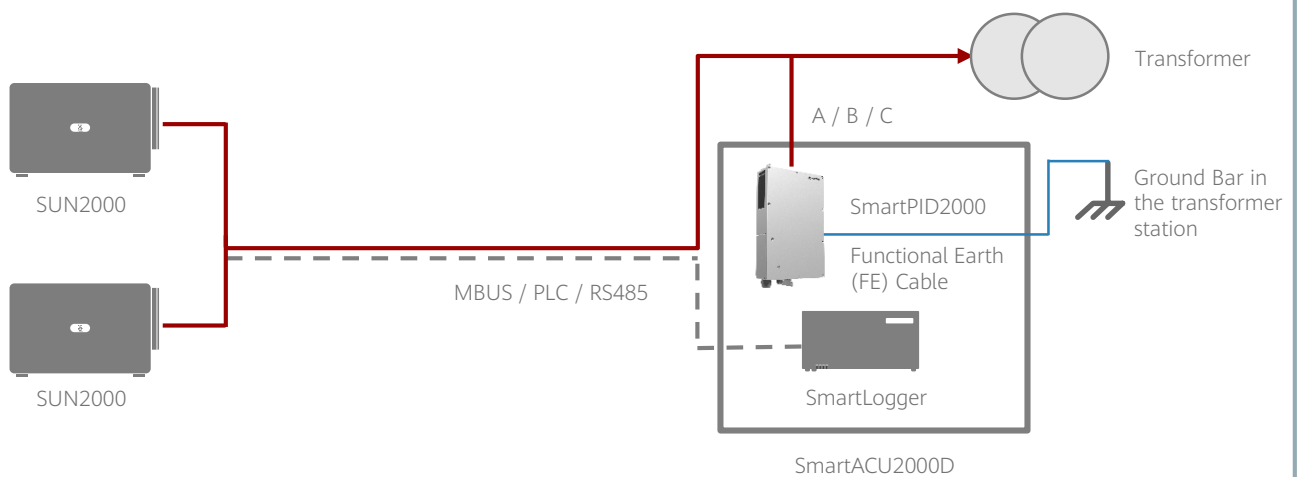 Transformer
A / B / C
SUN2000
SmartPID2000
Ground Bar in
the transformer
station
Functional Earth
(FE) Cable
MBUS / PLC / RS485
SUN2000
SmartLogger
SmartACU2000D